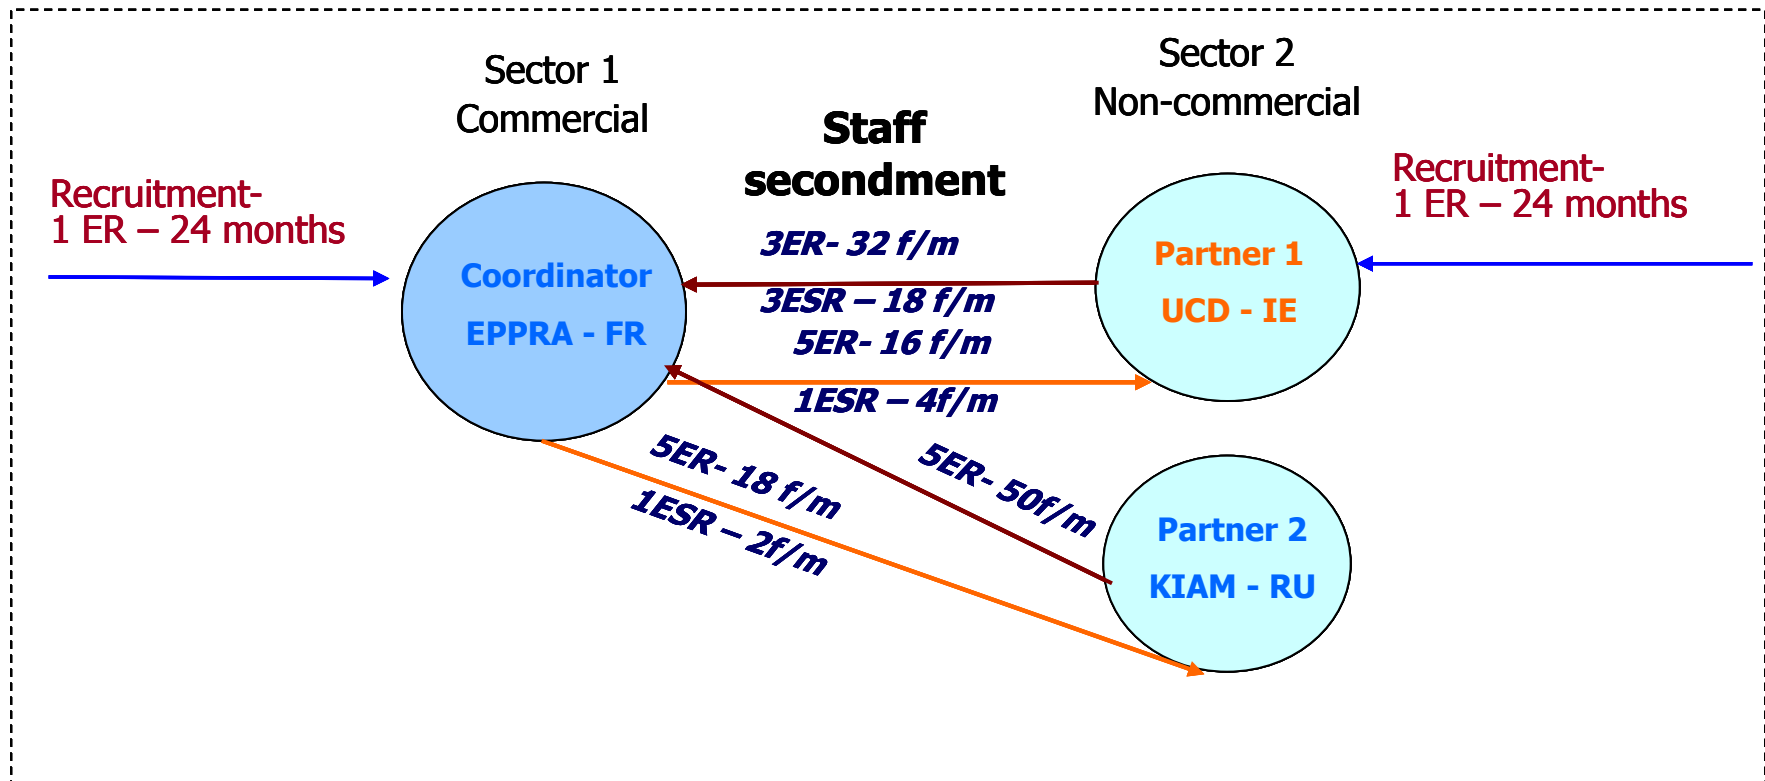 Sector 1
Commercial
Sector 2
Non-commercial
Staff
secondment
Recruitment-
1 ER – 24 months
Recruitment-
1 ER – 24 months
Coordinator
EPPRA - FR
3ER- 32 f/m
3ESR – 18 f/m
5ER- 16 f/m
1ESR – 4f/m
Partner 1
UCD - IE
5ER- 18 f/m
1ESR – 2f/m
5ER- 50f/m
Partner 2
KIAM - RU